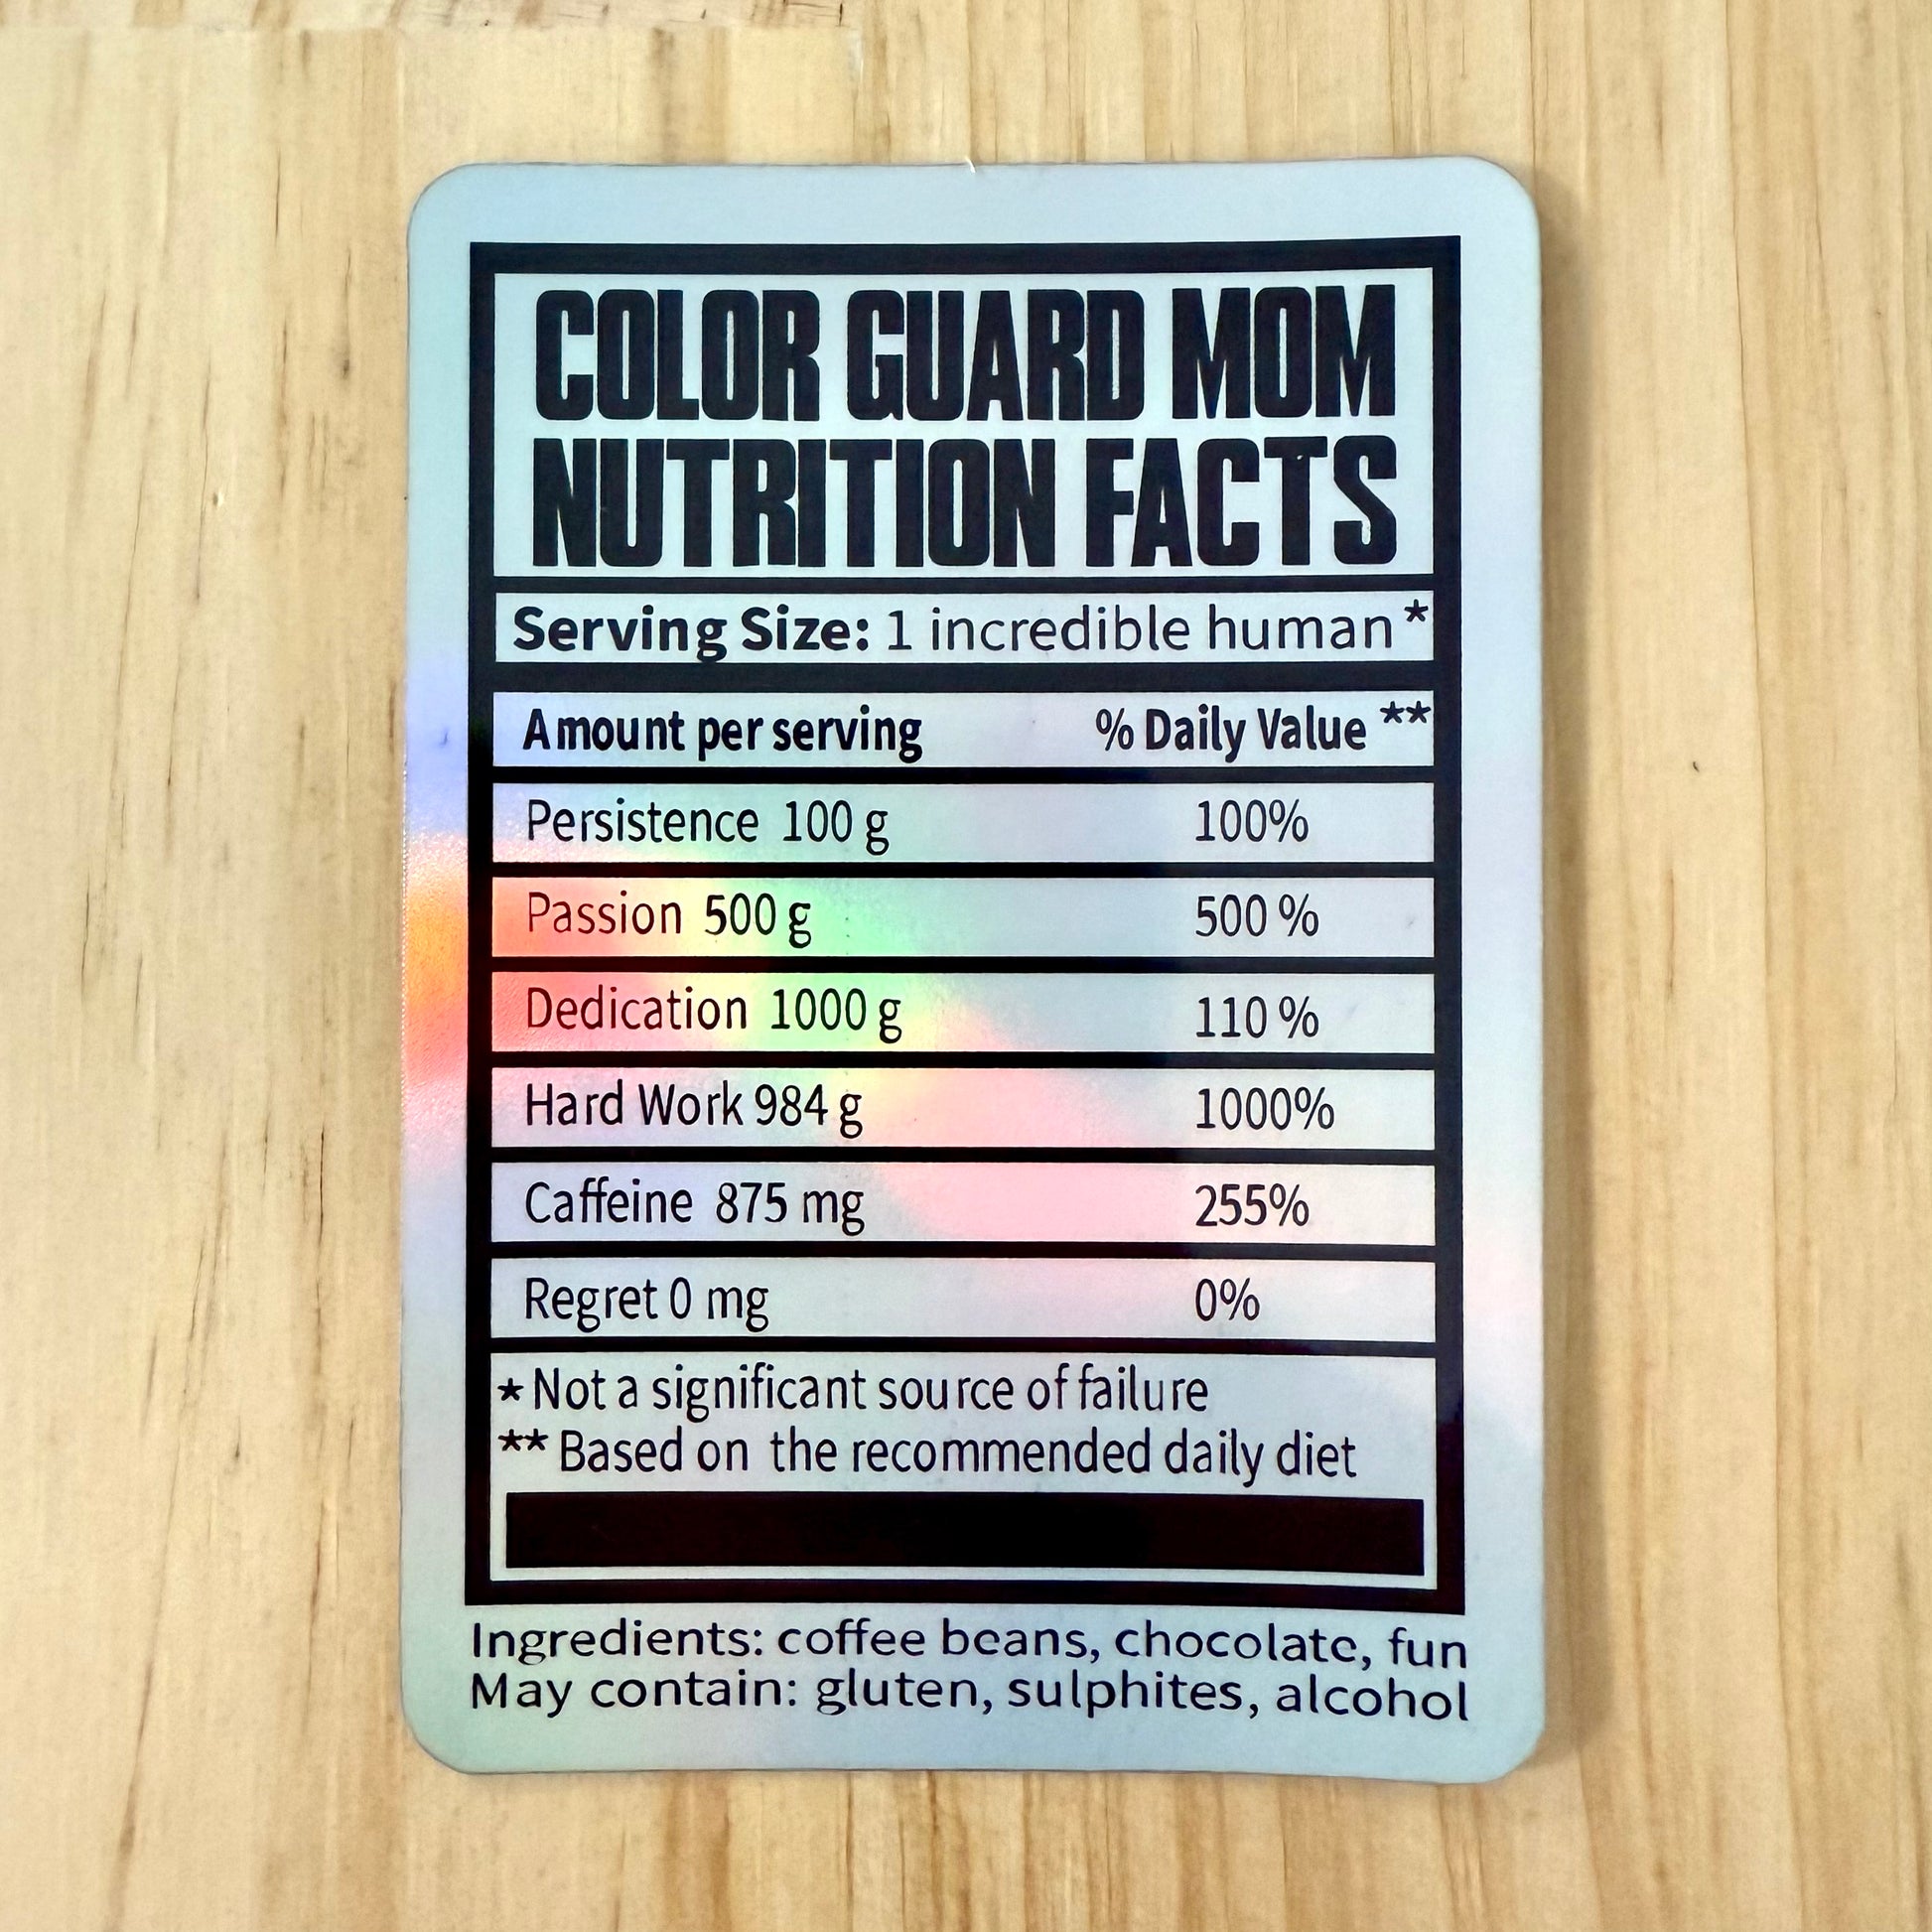 COLOR GUARD MOM
NUTRITION FACTS
Serving Size: 1 incredible human *
Amount per serving % Daily Value **
Persistence 100 g 100%
Passion 500 g 500 %
Dedication 1000 g 110 %
Hard Work 984 g 1000%
Caffeine 875 mg 255%
Regret 0 mg 0%
* Not a significant source of failure
** Based on the recommended daily diet
Ingredients: coffee beans, chocolate, fun
May contain: gluten, sulphites, alcohol